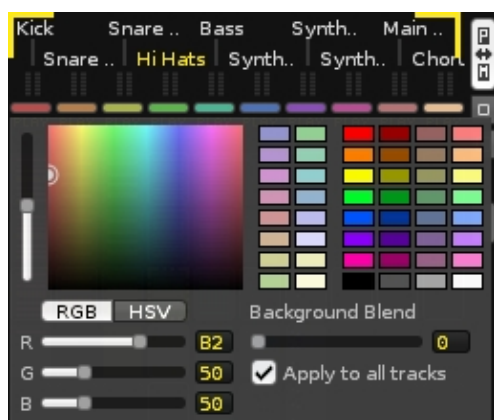 Kick Snare .. Bass Synth.. Main ..
Snare .. Hi Hats Synth.. Synth.. Chor
P
M
RGB HSV Background Blend
R B2 0
G 50 Apply to all tracks
B 50